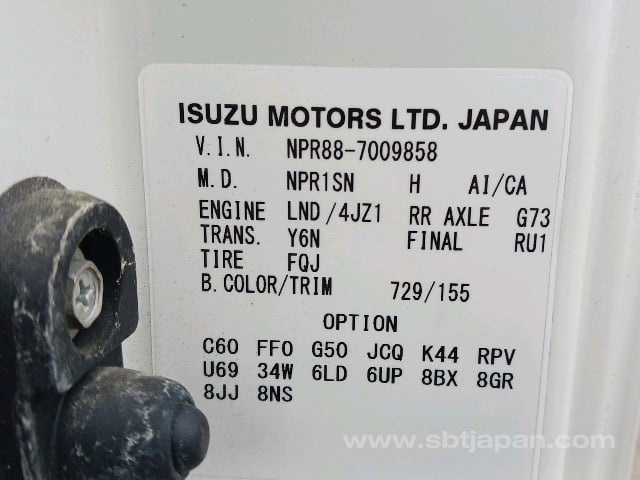 ISUZU MOTORS LTD. JAPAN
V.I.N. NPR88-7009858
M.D. NPR1SN H AI/CA
ENGINE LND/4JZ1 RR AXLE G73
TRANS. Y6N FINAL RU1
TIRE FQJ
B.COLOR/TRIM 729/155
OPTION
C60 FF0 G50 JCQ K44 RPV
U69 34W 6LD 6UP 8BX 8GR
8JJ 8NS
www.sbtjapan.com